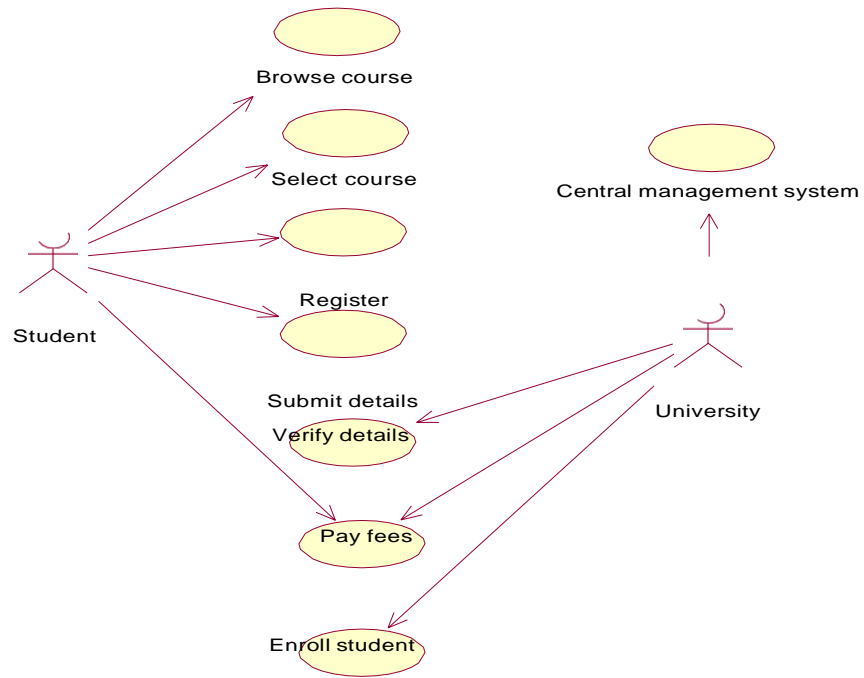 Browse course
Select course
Central management system
Register
Student
Submit details
University
Verify details
Pay fees
Enroll student